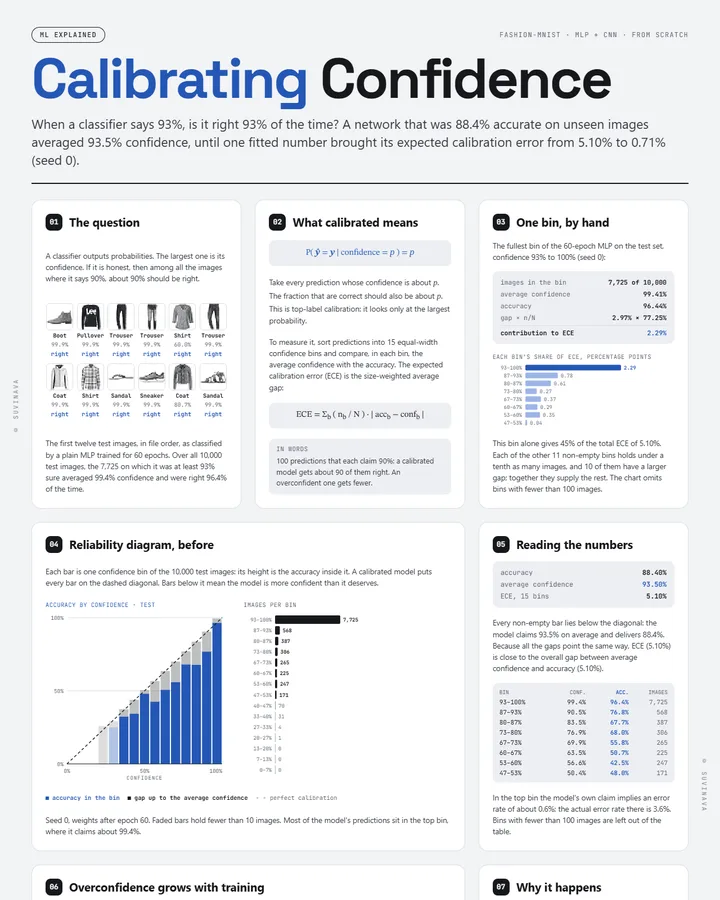 ML EXPLAINED
FASHION-MNIST · MLP + CNN · FROM SCRATCH
Calibrating Confidence
When a classifier says 93%, is it right 93% of the time? A network that was 88.4% accurate on unseen images
averaged 93.5% confidence, until one fitted number brought its expected calibration error from 5.10% to 0.71%
(seed 0).
© SUVINAVA
01 The question
A classifier outputs probabilities. The largest one is its
confidence. If it is honest, then among all the images
where it says 90%, about 90% should be right.
Lee
Boot Pullover Trouser Trouser Shirt Trouser
99.9% 99.9% 99.9% 99.9% 68.0% 99.9%
right right right right right right
Coat Shirt Sandal Sneaker Coat Sandal
99.9% 99.9% 99.9% 99.9% 80.7% 99.9%
right right right right right right
The first twelve test images, in file order, as classified
by a plain MLP trained for 60 epochs. Over all 10,000
test images, the 7,725 on which it was at least 93%
sure averaged 99.4% confidence and were right 96.4%
of the time.
02 What calibrated means
P( ŷ = y | confidence = p ) = p
Take every prediction whose confidence is about p.
The fraction that are correct should also be about p.
This is top-label calibration: it looks only at the largest
probability.
To measure it, sort predictions into 15 equal-width
confidence bins and compare, in each bin, the
average confidence with the accuracy. The expected
calibration error (ECE) is the size-weighted average
gap:
ECE = Σb ( nb / N ) · | accb − confb |
IN WORDS
100 predictions that each claim 90%: a calibrated
model gets about 90 of them right. An
overconfident one gets fewer.
03 One bin, by hand
The fullest bin of the 60-epoch MLP on the test set,
confidence 93% to 100% (seed 0):
images in the bin 7,725 of 10,000
average confidence 99.41%
accuracy 96.44%
gap × n/N 2.97% × 77.25%
contribution to ECE 2.29%
EACH BIN'S SHARE OF ECE, PERCENTAGE POINTS
93-100% 2.29
87-93% 0.78
80-87% 0.61
73-80% 0.27
67-73% 0.37
60-67% 0.29
53-60% 0.35
47-53% 0.04
This bin alone gives 45% of the total ECE of 5.10%.
Each of the other 11 non-empty bins holds under a
tenth as many images, and 10 of them have a larger
gap: together they supply the rest. The chart omits
bins with fewer than 100 images.
04 Reliability diagram, before
Each bar is one confidence bin of the 10,000 test images: its height is the accuracy inside it. A calibrated model puts
every bar on the dashed diagonal. Bars below it mean the model is more confident than it deserves.
ACCURACY BY CONFIDENCE · TEST
100%
50%
0%
0% 50% 100%
CONFIDENCE
IMAGES PER BIN
93-100% 7,725
87-93% 568
80-87% 387
73-80% 306
67-73% 265
60-67% 225
53-60% 247
47-53% 171
40-47% 70
33-40% 31
27-33% 4
20-27% 1
13-20% 0
7-13% 0
0-7% 0
accuracy in the bin gap up to the average confidence - - perfect calibration
Seed 0, weights after epoch 60. Faded bars hold fewer than 10 images. Most of the model's predictions sit in the top bin,
where it claims about 99.4%.
05 Reading the numbers
accuracy 88.40%
average confidence 93.50%
ECE, 15 bins 5.10%
Every non-empty bar lies below the diagonal: the
model claims 93.5% on average and delivers 88.4%.
Because all the gaps point the same way, ECE (5.10%)
is close to the overall gap between average
confidence and accuracy (5.10%).
BIN CONF. ACC. IMAGES
93-100% 99.4% 96.4% 7,725
87-93% 90.5% 76.8% 568
80-87% 83.5% 67.7% 387
73-80% 76.9% 68.0% 306
67-73% 69.9% 55.8% 265
60-67% 63.5% 50.7% 225
53-60% 56.6% 42.5% 247
47-53% 50.4% 48.0% 171
In the top bin the model's own claim implies an error
rate of about 0.6%; the actual error rate there is 3.6%.
Bins with fewer than 100 images are left out of the
table.
© SUVINAVA
06 Overconfidence grows with training
07 Why it happens